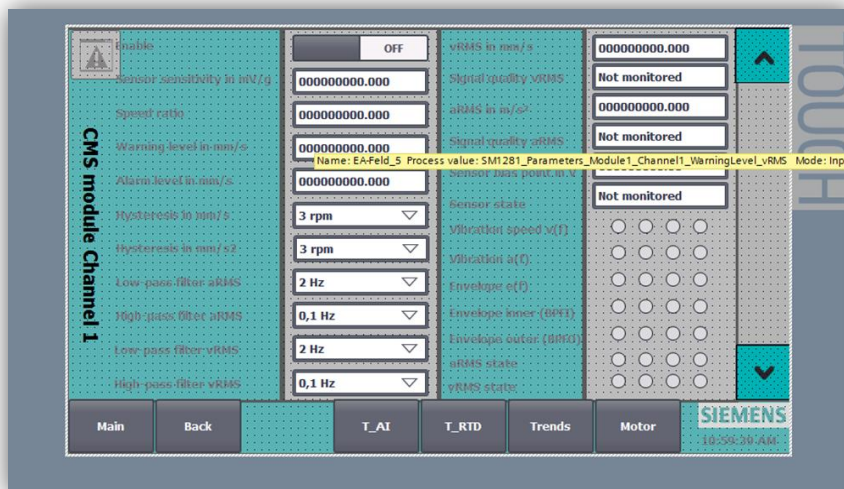 Enable
OFF
Sensor sensitivity in mV/g
000000000.000
Speed ratio
000000000.000
Warning level in mm/s
000000000.000
Alarm level in mm/s
000000000.000
Hysteresis in mm/s
3 rpm
Hysteresis in mm/s2
3 rpm
Low-pass filter aRMS
2 Hz
High-pass filter aRMS
0,1 Hz
Low-pass filter vRMS
2 Hz
High-pass filter vRMS
0,1 Hz
CMS module Channel 1
vRMS in mm/s
000000000.000
Signal quality vRMS
Not monitored
aRMS in m/s²
000000000.000
Signal quality aRMS
Not monitored
Name: EA-Feld_5 Process value: SM1281_Parameters_Module1_Channel1_WarningLevel_vRMS Mode: Inp
Sensor bias point in V
Sensor state
Not monitored
Vibration speed v(f)
Vibration a(f)
Envelope e(f)
Envelope inner (BPFI)
Envelope outer (BPFO)
aRMS state
vRMS state
Main
Back
T_AI
T_RTD
Trends
Motor
SIEMENS
10:59:39 AM
TOUCH